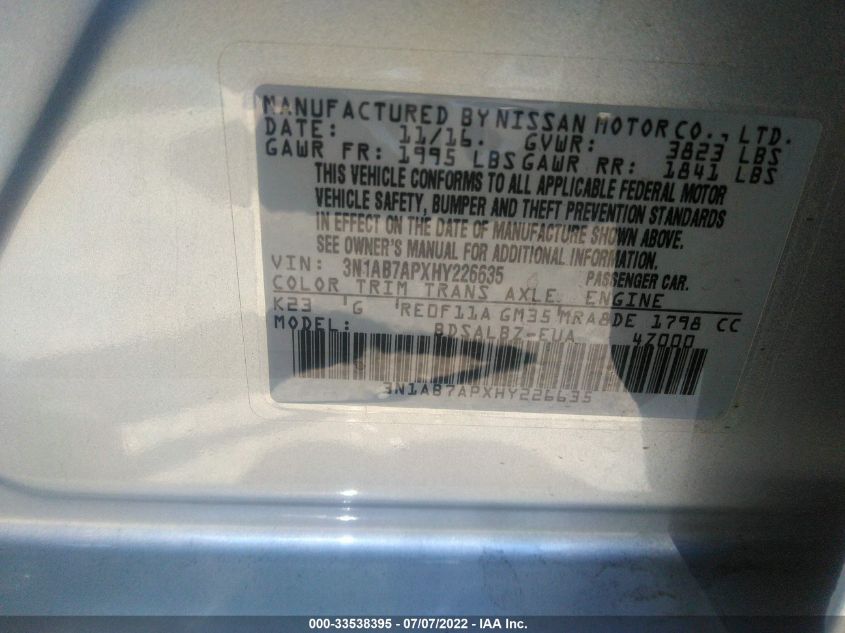 MANUFACTURED BY NISSAN MOTOR CO., LTD.
DATE: 11/16. GVWR: 3823 LBS
GAWR FR: 1995 LBS GAWR RR: 1841 LBS
THIS VEHICLE CONFORMS TO ALL APPLICABLE FEDERAL MOTOR
VEHICLE SAFETY, BUMPER AND THEFT PREVENTION STANDARDS
IN EFFECT ON THE DATE OF MANUFACTURE SHOWN ABOVE.
SEE OWNER'S MANUAL FOR ADDITIONAL INFORMATION.
VIN: 3N1AB7APXHY226635 PASSENGER CAR.
COLOR TRIM TRANS AXLE ENGINE
K23 G RE0F11A GM35 MRA8DE 1798 CC
MODEL: BDSALBZ-EUA 47000
3N1AB7APXHY226635
000-33538395 - 07/07/2022 - IAA Inc.